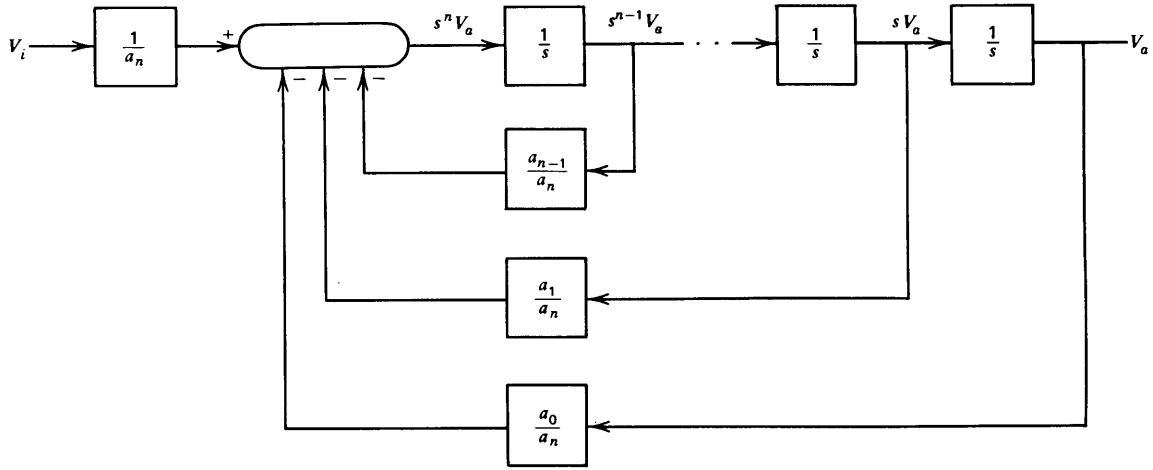 V_i
1/a_n
+
− − −
s^n V_a
1/s
s^{n−1} V_a
. .
1/s
s V_a
1/s
V_a
a_{n−1}/a_n
a_1/a_n
a_0/a_n